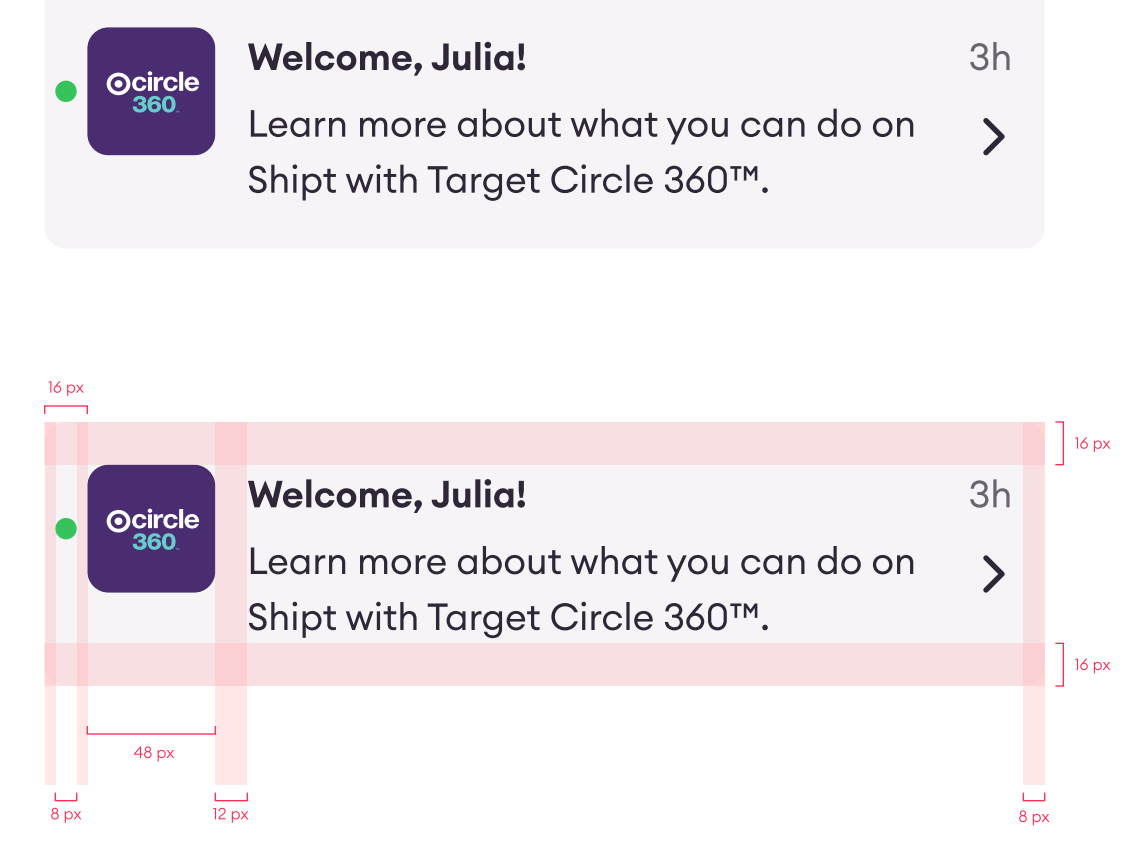 circle
360
Welcome, Julia!
3h
Learn more about what you can do on
Shipt with Target Circle 360™.
16 px
16 px
circle
360
Welcome, Julia!
3h
Learn more about what you can do on
Shipt with Target Circle 360™.
16 px
48 px
8 px
12 px
8 px